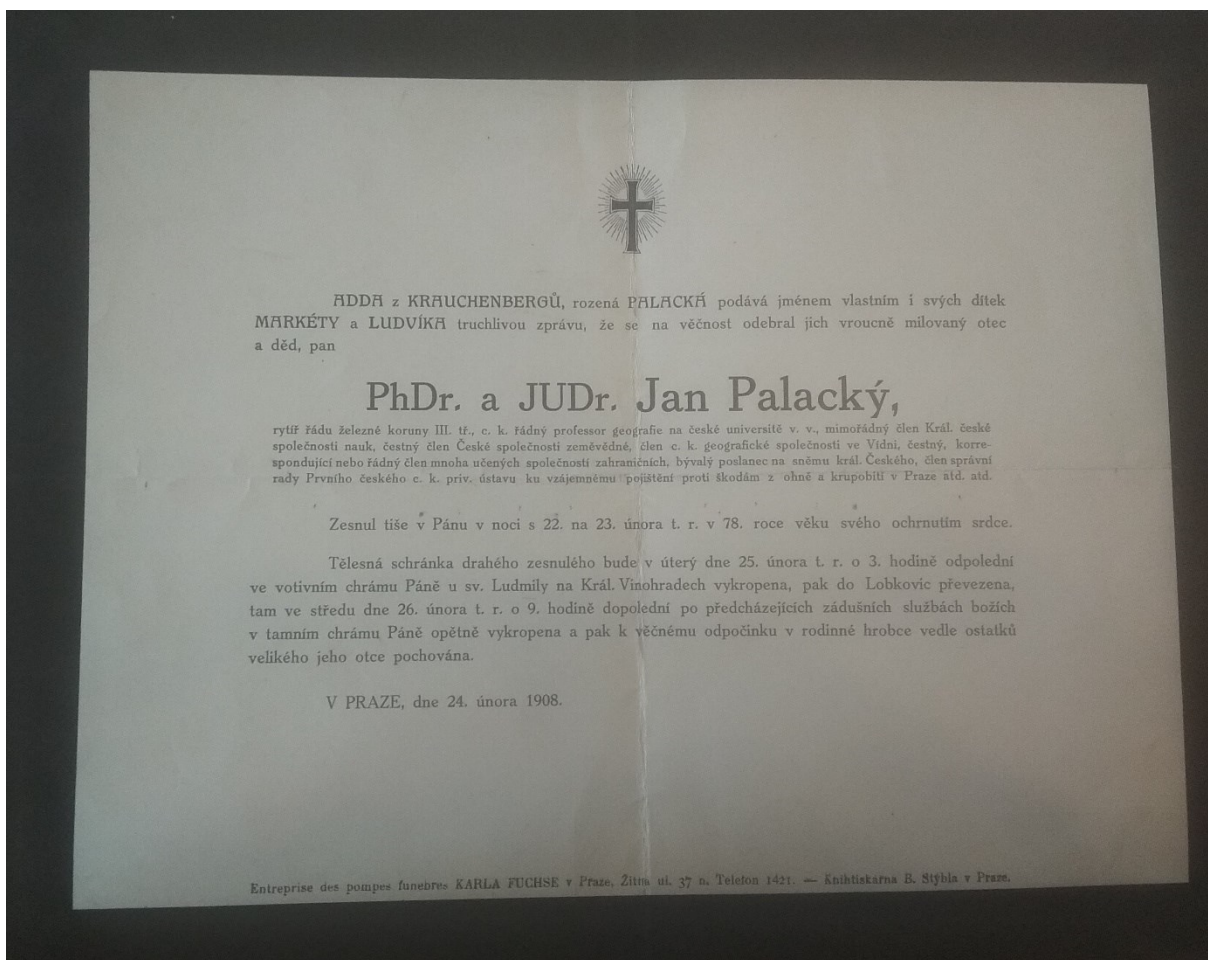 ADDA z KRAUCHENBERGŮ, rozená PALACKÁ podává jménem vlastním i svých dítek
MARKÉTY a LUDVÍKA truchlivou zprávu, že se na věčnost odebral jich vroucně milovaný otec
a děd, pan
PhDr. a JUDr. Jan Palacký,
rytíř řádu železné koruny III. tř., c. k. řádný professor geografie na české universitě v. v., mimořádný člen Král. české
společnosti nauk, čestný člen České společnosti zeměvědné, člen c. k. geografické společnosti ve Vídni, čestný, korre-
spondující nebo řádný člen mnoha učených společností zahraničních, bývalý poslanec na sněmu král. Českého, člen správní
rady Prvního českého c. k. priv. ústavu ku vzájemnému pojištění proti škodám z ohně a krupobití v Praze atd. atd.
Zesnul tiše v Pánu v noci s 22. na 23. února t. r. v 78. roce věku svého ochrnutím srdce.
Tělesná schránka drahého zesnulého bude v úterý dne 25. února t. r. o 3. hodině odpolední
ve votivním chrámu Páně u sv. Ludmily na Král. Vinohradech vykropena, pak do Lobkovic převezena,
tam ve středu dne 26. února t. r. o 9. hodině dopolední po předcházejících zádušních službách božích
v tamním chrámu Páně opětně vykropena a pak k věčnému odpočinku v rodinné hrobce vedle ostatků
velikého jeho otce pochována.
V PRAZE, dne 24. února 1908.
Entreprise des pompes funebres KARLA FUCHSE v Praze, Žitná ul. 37 n. Telefon 1421. — Knihtiskárna B. Stýbla v Praze.